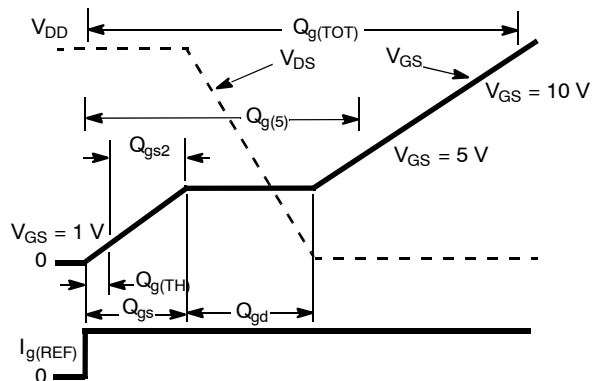 V_DD
Q_g(TOT)
V_DS
V_GS
V_GS = 10 V
Q_g(5)
Q_gs2
V_GS = 5 V
V_GS = 1 V
0
Q_g(TH)
Q_gs
Q_gd
I_g(REF)
0